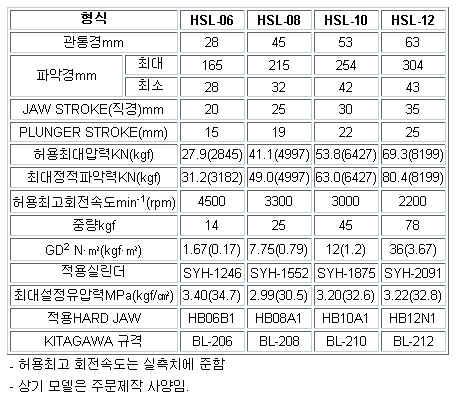 형식 HSL-06 HSL-08 HSL-10 HSL-12
관통경mm 28 45 53 63
파악경mm 최대 165 215 254 304
최소 28 32 42 43
JAW STROKE(직경)mm 20 25 30 35
PLUNGER STROKE(mm) 15 19 22 25
허용최대압력KN(kgf) 27.9(2845) 41.1(4997) 53.8(6427) 69.3(8199)
최대정적파악력KN(kgf) 31.2(3182) 49.0(4997) 63.0(6427) 80.4(8199)
허용최고회전속도min⁻¹(rpm) 4500 3300 3000 2200
중량kgf 14 25 45 78
GD² N·㎡(kgf·㎡) 1.67(0.17) 7.75(0.79) 12(1.2) 36(3.67)
적용실린더 SYH-1246 SYH-1552 SYH-1875 SYH-2091
최대설정유압력MPa(kgf/㎠) 3.40(34.7) 2.99(30.5) 3.20(32.6) 3.22(32.8)
적용HARD JAW HB06B1 HB08A1 HB10A1 HB12N1
KITAGAWA 규격 BL-206 BL-208 BL-210 BL-212
- 허용최고 회전속도는 실측치에 준함
- 상기 모델은 주문제작 사양임.